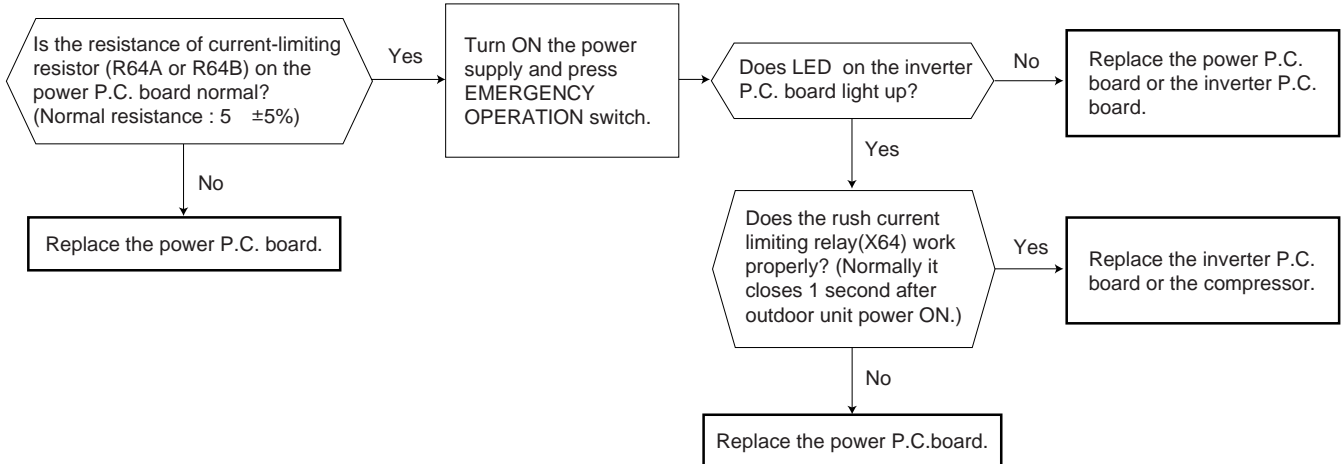 Is the resistance of current-limiting
resistor (R64A or R64B) on the
power P.C. board normal?
(Normal resistance : 5 ±5%)
Yes
No
Replace the power P.C. board.
Turn ON the power
supply and press
EMERGENCY
OPERATION switch.
Does LED on the inverter
P.C. board light up?
No
Replace the power P.C.
board or the inverter P.C.
board.
Yes
Does the rush current
limiting relay(X64) work
properly? (Normally it
closes 1 second after
outdoor unit power ON.)
Yes
Replace the inverter P.C.
board or the compressor.
No
Replace the power P.C.board.